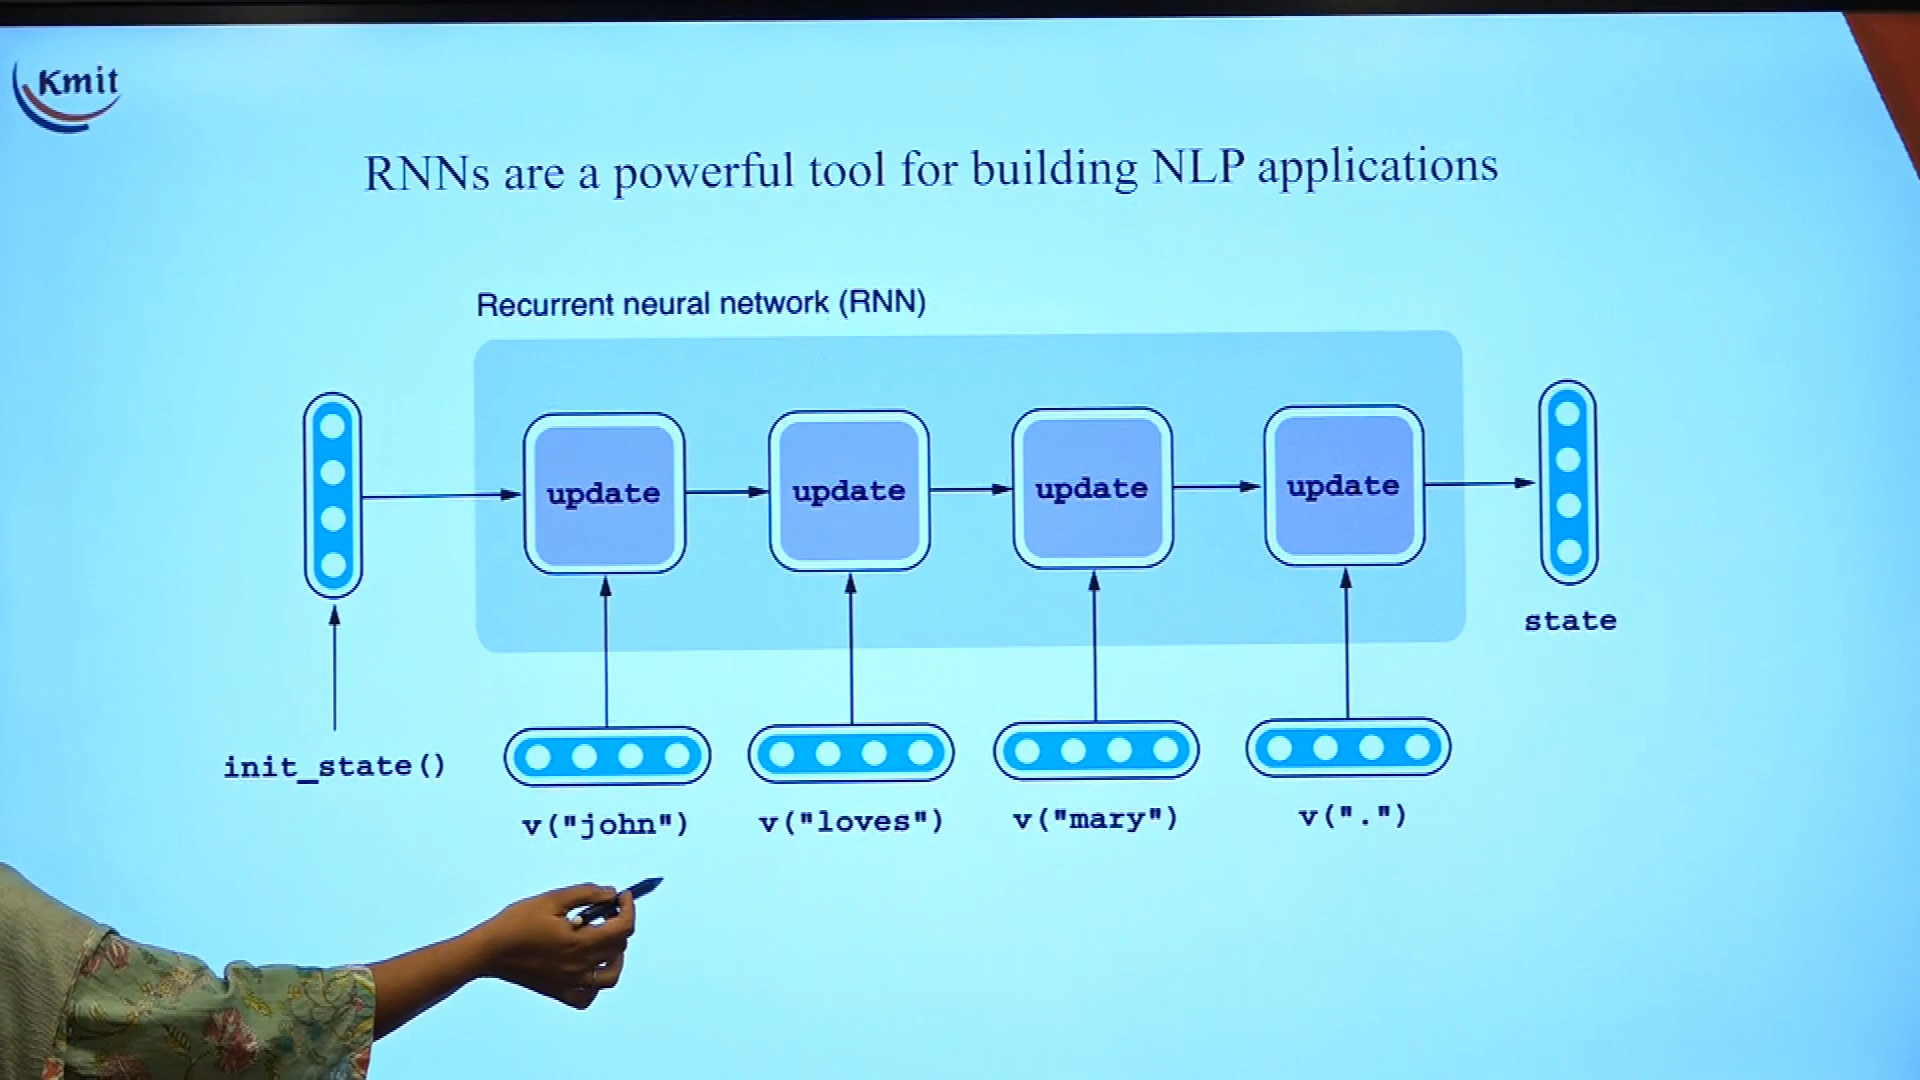 Kmit
RNNs are a powerful tool for building NLP applications
Recurrent neural network (RNN)
update update update update
state
init_state()
v("john") v("loves") v("mary") v(".")